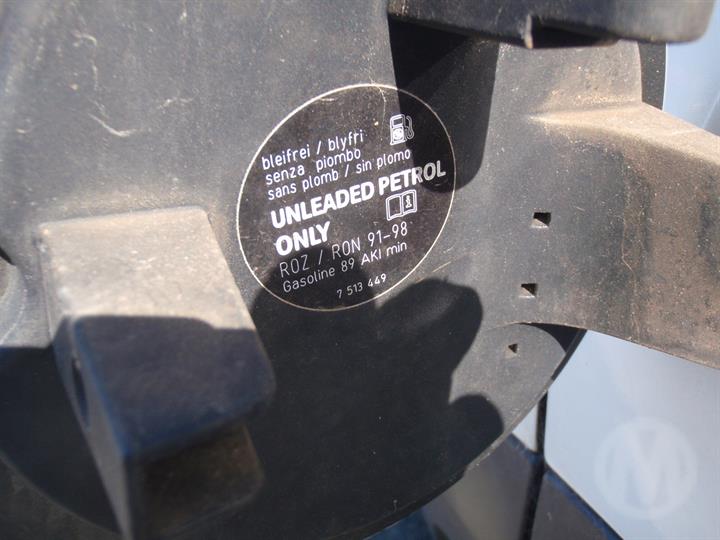 bleifrei / blyfri
senza piombo
sans plomb / sin plomo
UNLEADED PETROL
ONLY
ROZ / RON 91-98
Gasoline 89 AKI min
7 513 449
M